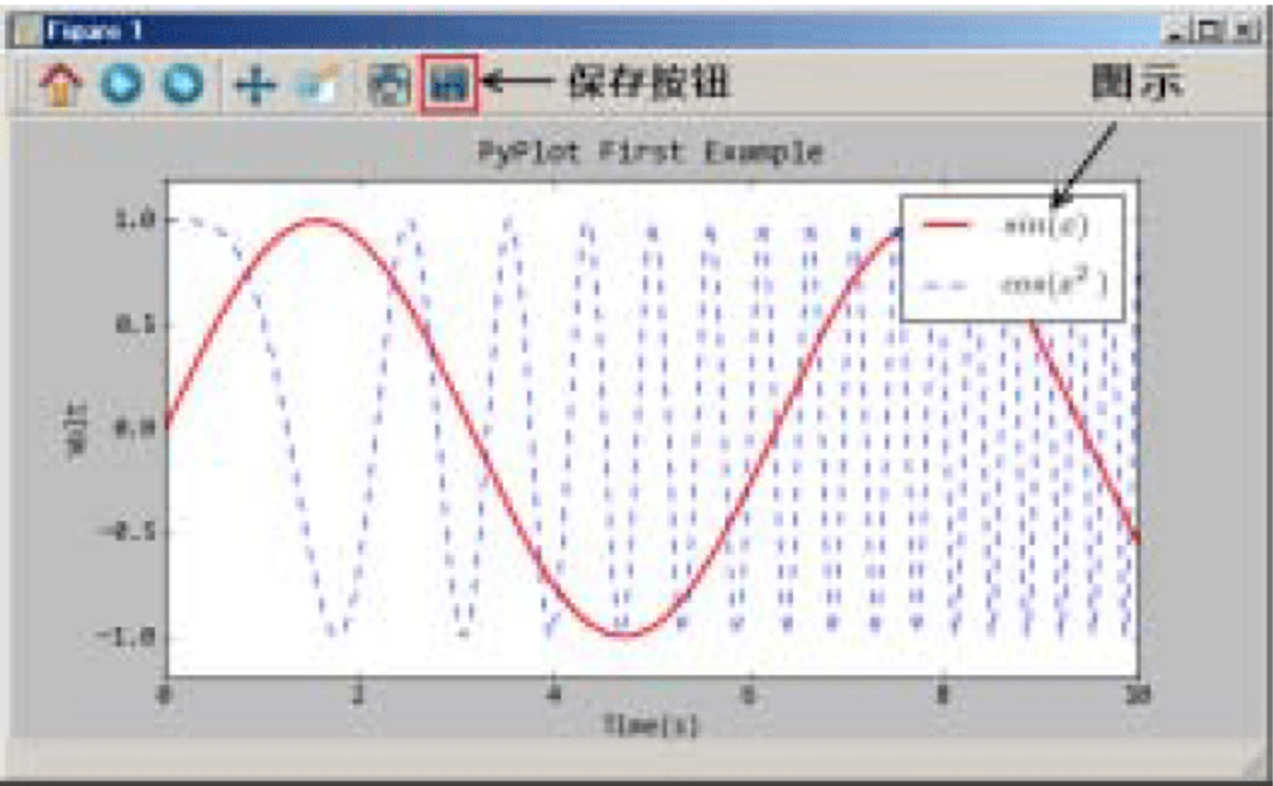 Figure 1
保存按钮
图示
PyPlot First Example
sin(x)
cos(x²)
1.0
0.5
0.0
-0.5
-1.0
Volt
0 2 4 6 8 10
Time(s)